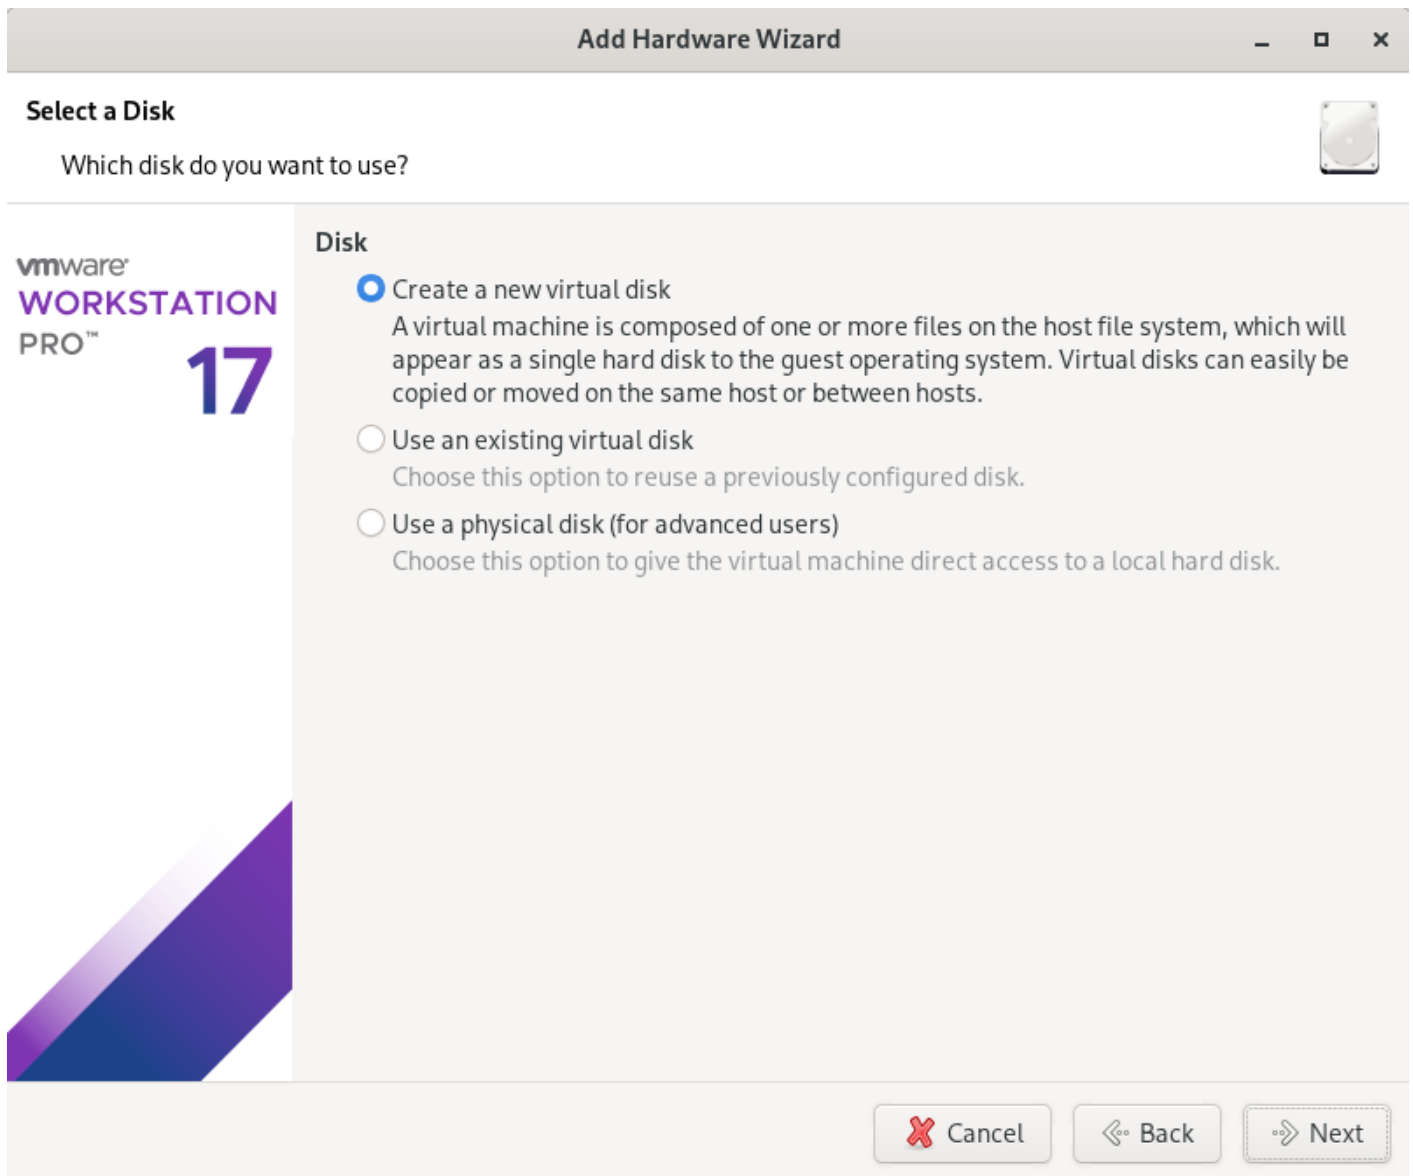 Add Hardware Wizard
Select a Disk
Which disk do you want to use?
vmware®
WORKSTATION
PRO™
17
Disk
Create a new virtual disk
A virtual machine is composed of one or more files on the host file system, which will
appear as a single hard disk to the guest operating system. Virtual disks can easily be
copied or moved on the same host or between hosts.
Use an existing virtual disk
Choose this option to reuse a previously configured disk.
Use a physical disk (for advanced users)
Choose this option to give the virtual machine direct access to a local hard disk.
Cancel
Back
Next